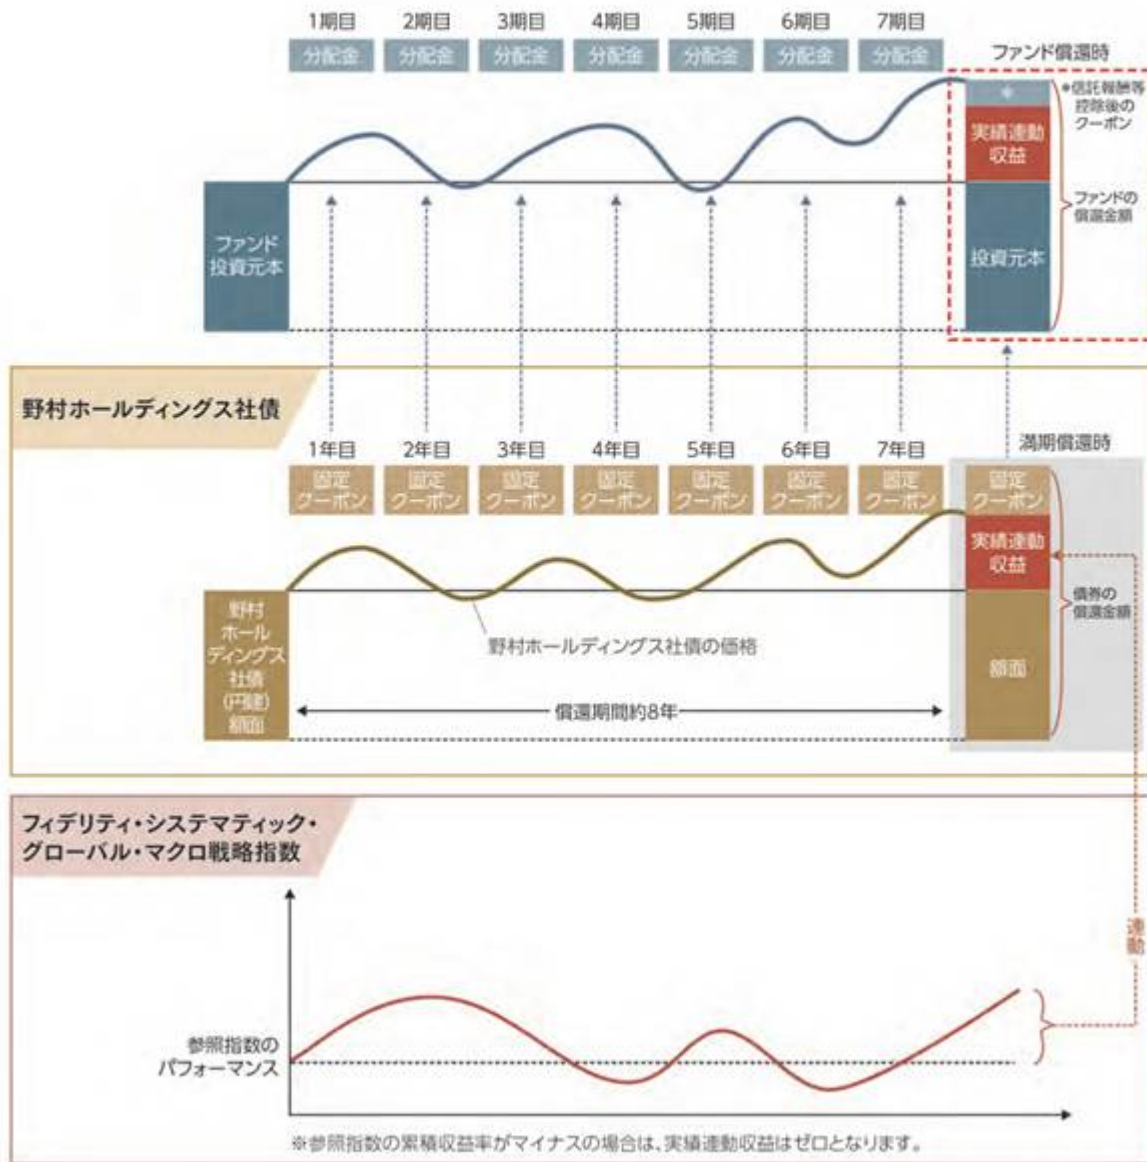 1期目 2期目 3期目 4期目 5期目 6期目 7期目
分配金 分配金 分配金 分配金 分配金 分配金 分配金
ファンド償還時
*
*信託報酬等
控除後の
クーポン
実績連動
収益
ファンドの
償還金額
ファンド
投資元本
投資元本
野村ホールディングス社債
1年目 2年目 3年目 4年目 5年目 6年目 7年目
満期償還時
固定 固定 固定 固定 固定 固定 固定 固定
クーポン クーポン クーポン クーポン クーポン クーポン クーポン クーポン
実績連動
収益
債券の
償還金額
野村
ホール
ディングス
社債
(円建)
額面
野村ホールディングス社債の価格
額面
償還期間約8年
フィデリティ・システマティック・
グローバル・マクロ戦略指数
連動
参照指数の
パフォーマンス
※参照指数の累積収益率がマイナスの場合は、実績連動収益はゼロとなります。